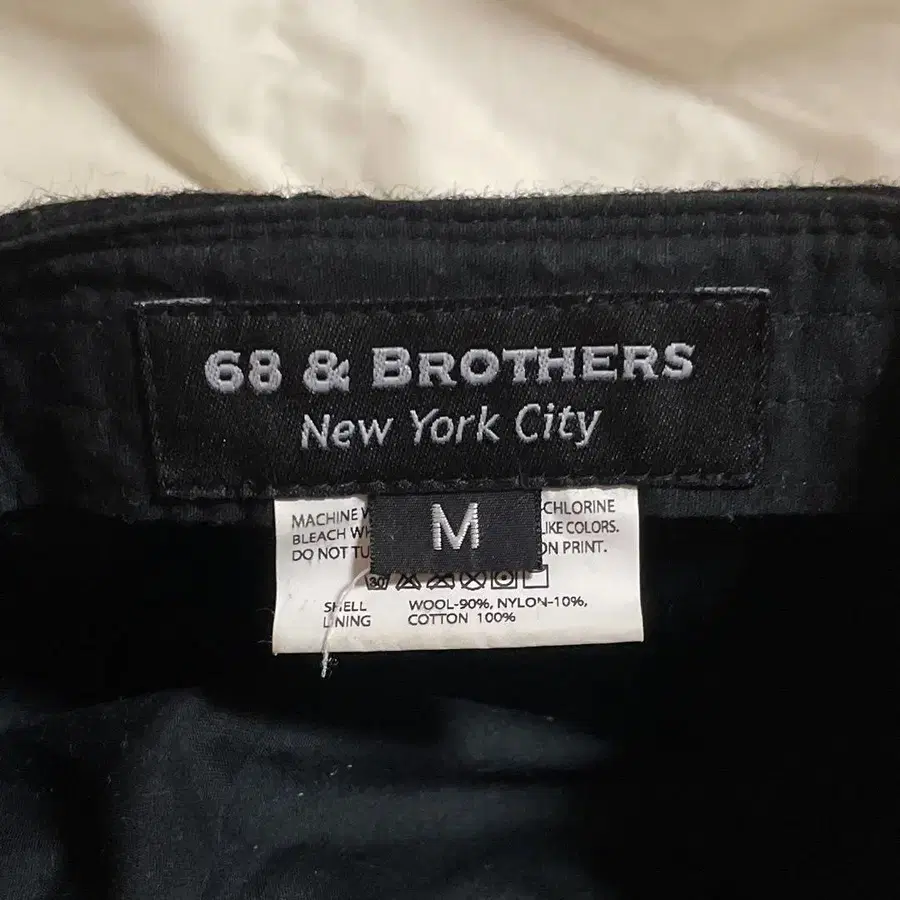 68 & BROTHERS
New York City
M
MACHINE CHLORINE
BLEACH LIKE COLORS.
DO NOT ON PRINT.
30
SHELL WOOL-90%, NYLON-10%,
LINING COTTON 100%